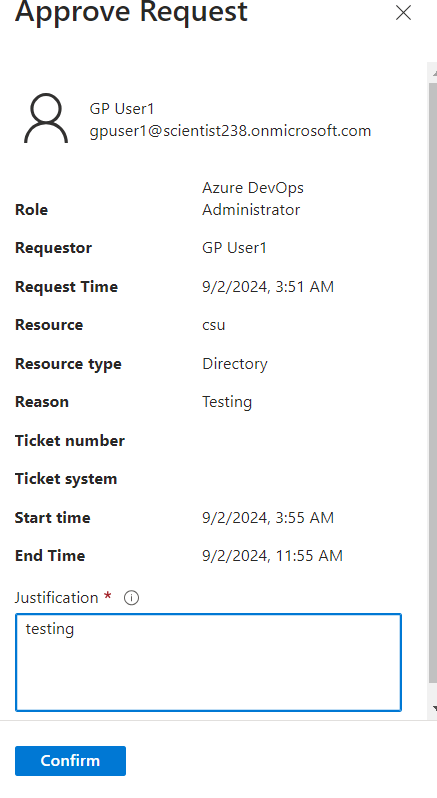 Approve Request
GP User1
gpuser1@scientist238.onmicrosoft.com
Role Azure DevOps
Administrator
Requestor GP User1
Request Time 9/2/2024, 3:51 AM
Resource csu
Resource type Directory
Reason Testing
Ticket number
Ticket system
Start time 9/2/2024, 3:55 AM
End Time 9/2/2024, 11:55 AM
Justification *
testing
Confirm